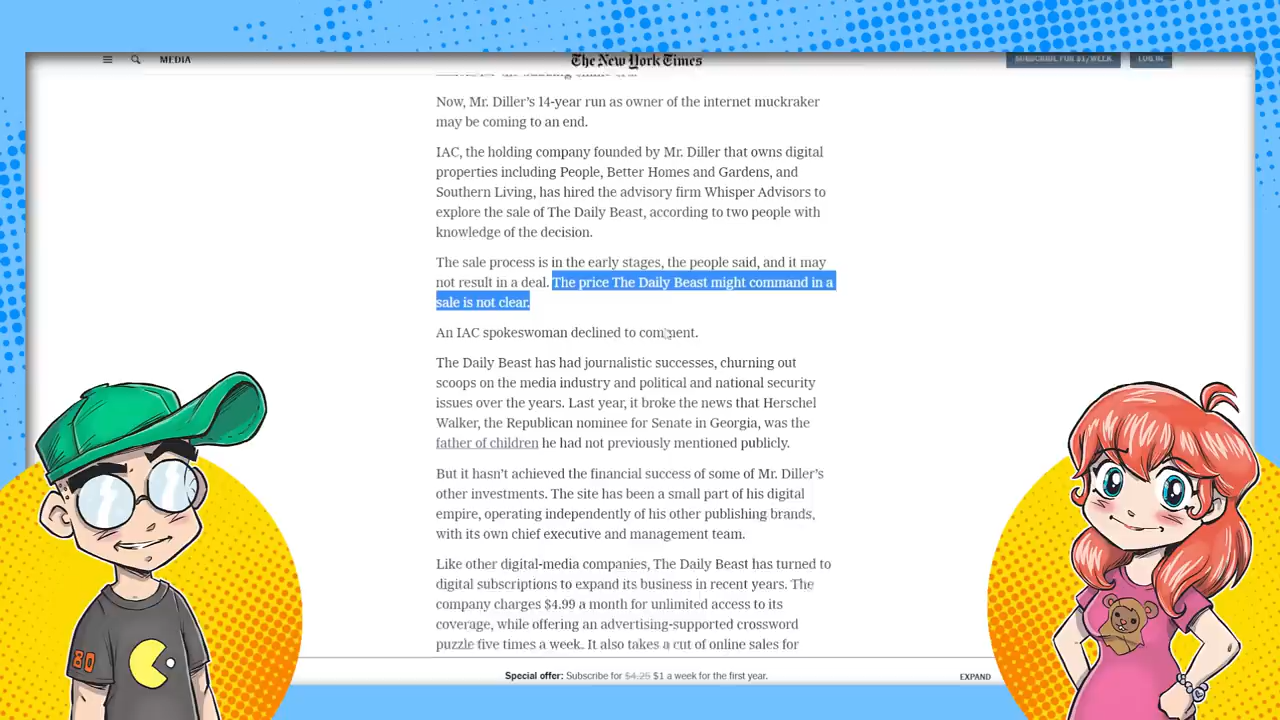 MEDIA
The New York Times
SUBSCRIBE FOR $1/WEEK
LOG IN
Now, Mr. Diller's 14-year run as owner of the internet muckraker
may be coming to an end.
IAC, the holding company founded by Mr. Diller that owns digital
properties including People, Better Homes and Gardens, and
Southern Living, has hired the advisory firm Whisper Advisors to
explore the sale of The Daily Beast, according to two people with
knowledge of the decision.
The sale process is in the early stages, the people said, and it may
not result in a deal. The price The Daily Beast might command in a
sale is not clear.
An IAC spokeswoman declined to comment.
The Daily Beast has had journalistic successes, churning out
scoops on the media industry and political and national security
issues over the years. Last year, it broke the news that Herschel
Walker, the Republican nominee for Senate in Georgia, was the
father of children he had not previously mentioned publicly.
But it hasn't achieved the financial success of some of Mr. Diller's
other investments. The site has been a small part of his digital
empire, operating independently of his other publishing brands,
with its own chief executive and management team.
Like other digital-media companies, The Daily Beast has turned to
digital subscriptions to expand its business in recent years. The
company charges $4.99 a month for unlimited access to its
coverage, while offering an advertising-supported crossword
puzzle five times a week. It also takes a cut of online sales for
Special offer: Subscribe for $4.25 $1 a week for the first year.
EXPAND
80